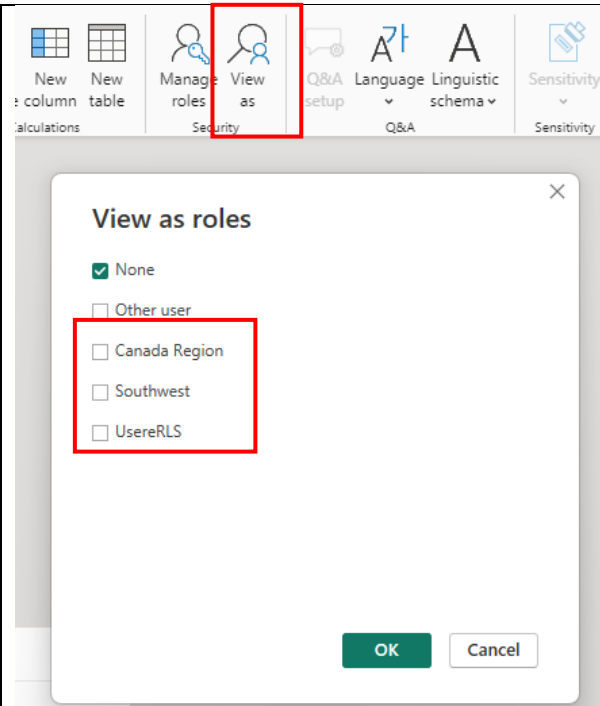 New New Manage View Q&A Language Linguistic Sensitivity
column table roles as setup schema
Calculations Security Q&A Sensitivity
View as roles
None
Other user
Canada Region
Southwest
UsereRLS
OK Cancel